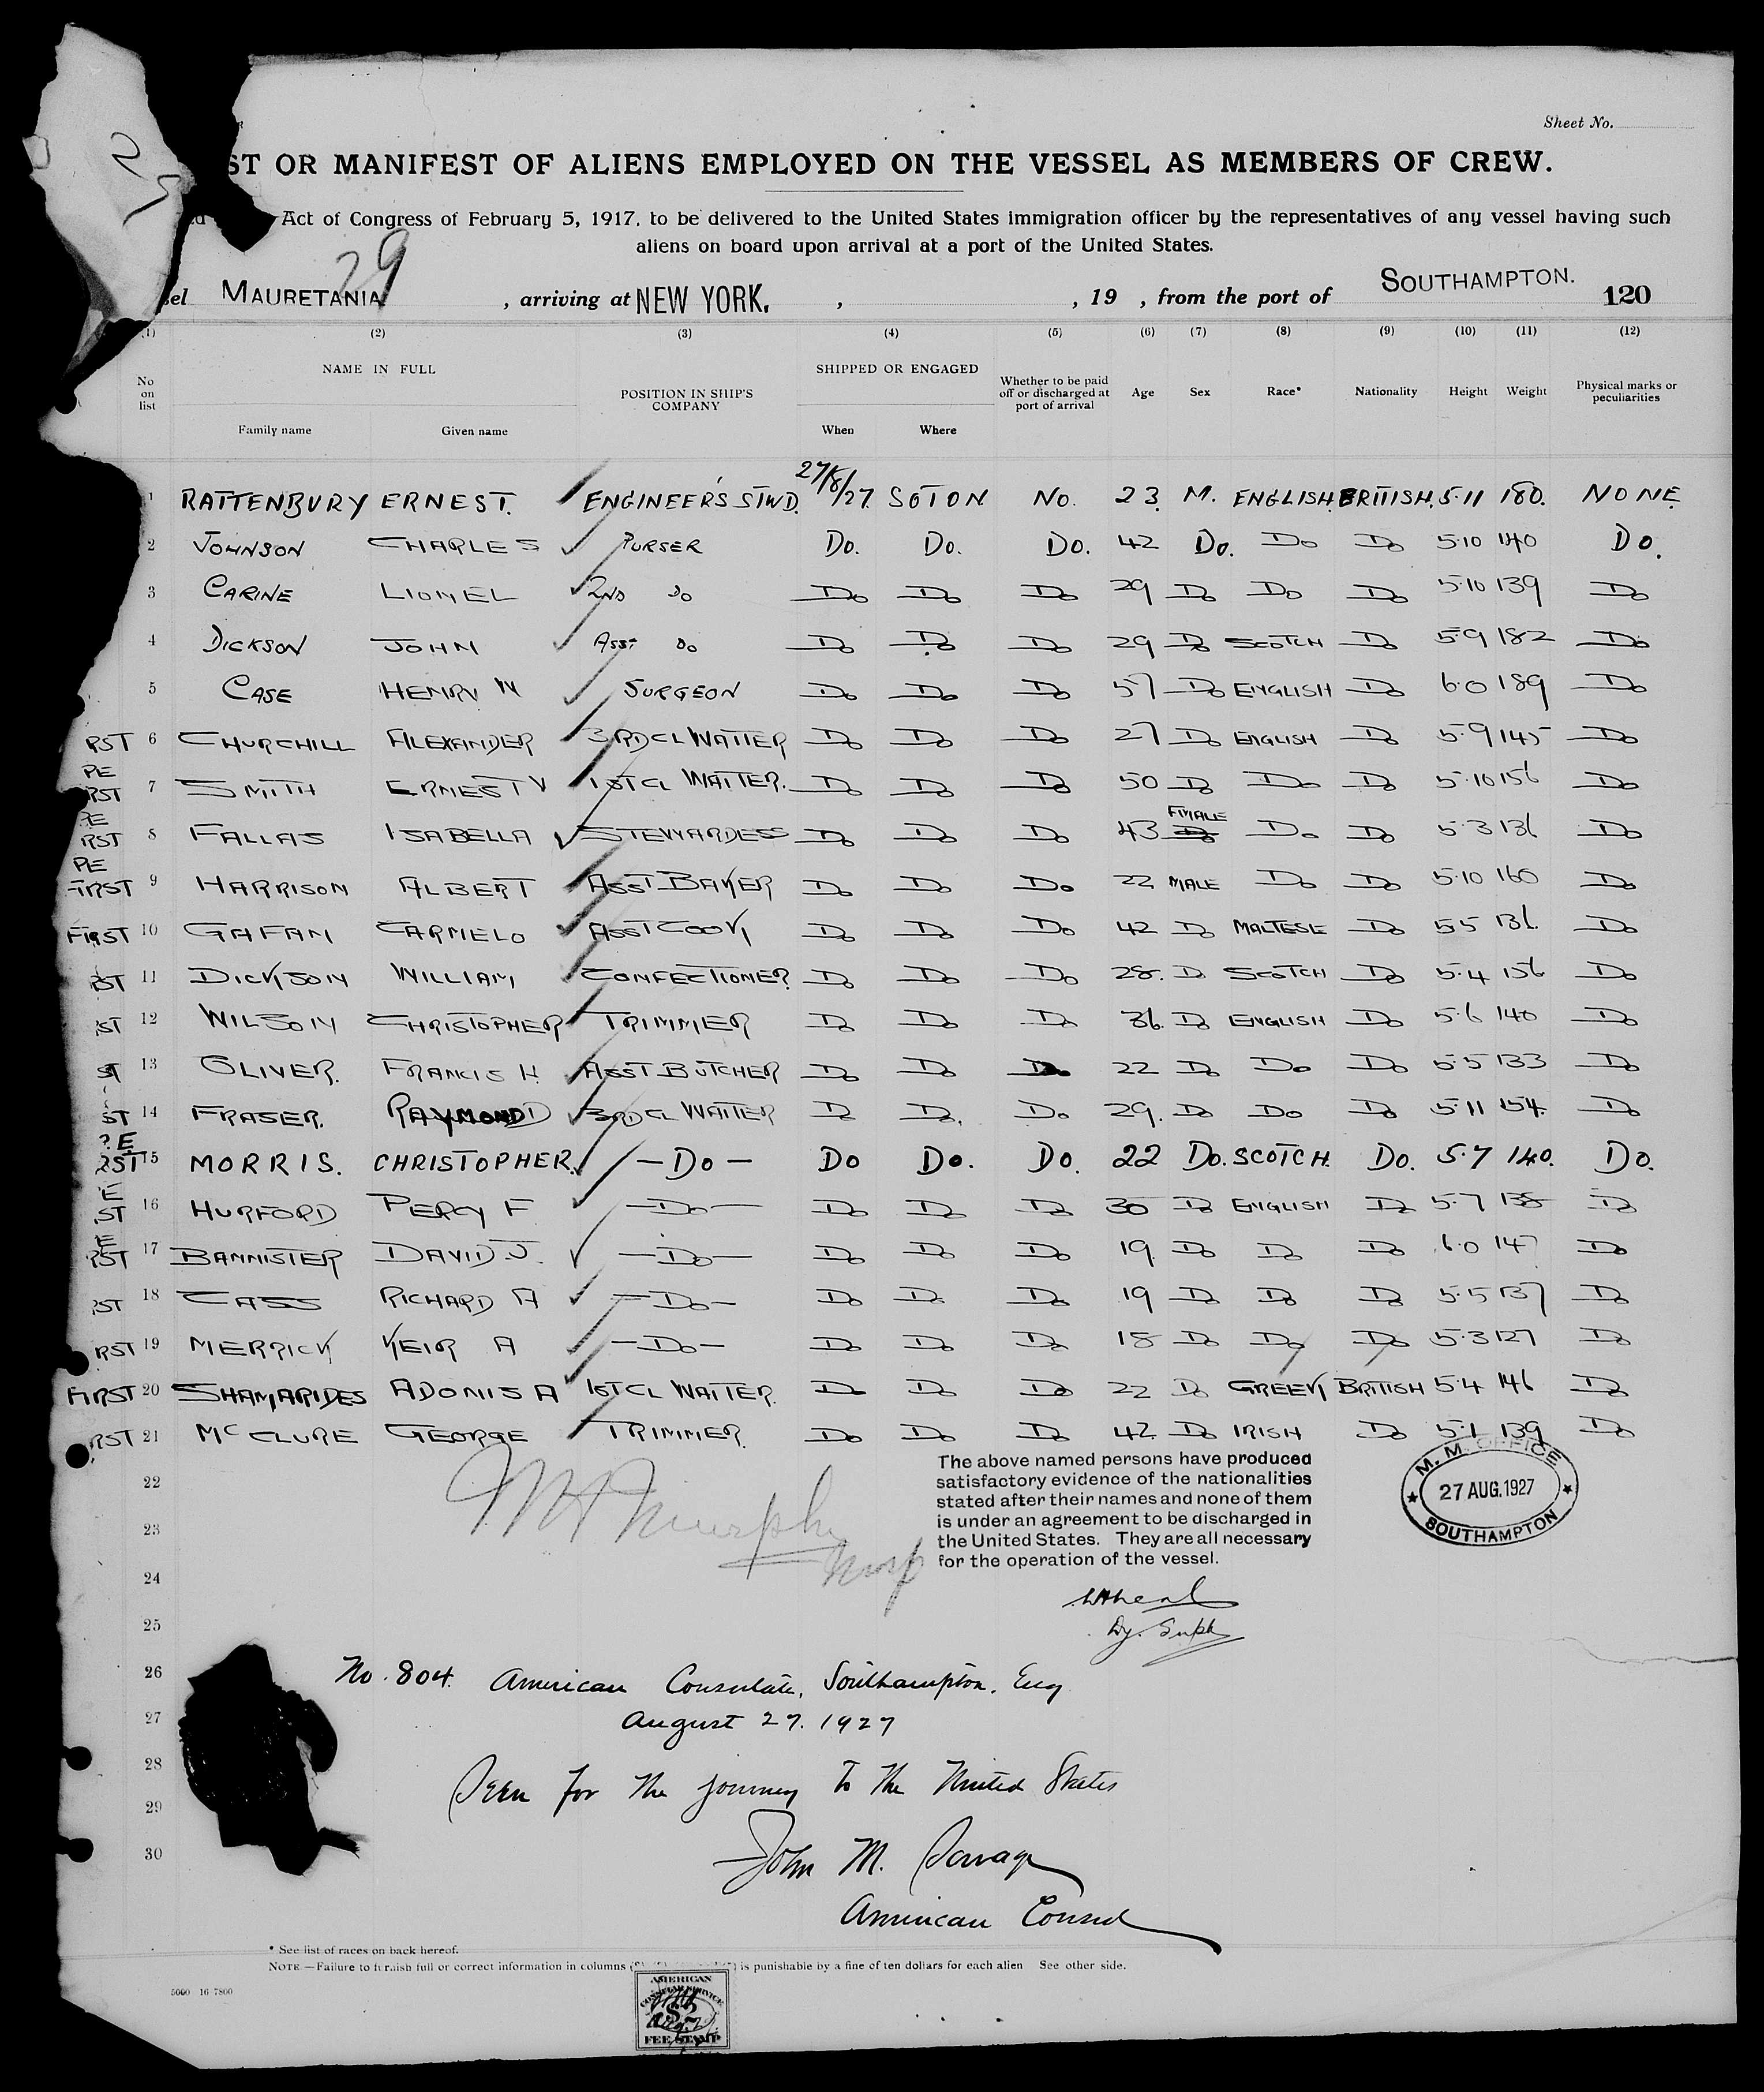 Sheet No.
ST OR MANIFEST OF ALIENS EMPLOYED ON THE VESSEL AS MEMBERS OF CREW.
Act of Congress of February 5, 1917, to be delivered to the United States immigration officer by the representatives of any vessel having such
aliens on board upon arrival at a port of the United States.
29
sel MAURETANIA , arriving at NEW YORK. , , 19 , from the port of SOUTHAMPTON. 120
(1) (2) (3) (4) (5) (6) (7) (8) (9) (10) (11) (12)
No on list NAME IN FULL Family name Given name POSITION IN SHIP'S COMPANY SHIPPED OR ENGAGED When Where Whether to be paid off or discharged at port of arrival Age Sex Race* Nationality Height Weight Physical marks or peculiarities
1 RATTENBURY ERNEST. ENGINEER'S STWD. 27/8/27. SOTON No. 23. M. ENGLISH. BRITISH. 5.11 180. NONE
2 JOHNSON CHARLES PURSER Do. Do. Do. 42 Do. Do Do 5.10 140 Do.
3 CARINE LIONEL 2ND Do Do Do Do 29 Do Do Do 5.10 139 Do
4 DICKSON JOHN ASST Do Do Do Do 29 Do SCOTCH Do 5.9 182 Do
5 CASE HENRY W SURGEON Do Do Do 57 Do ENGLISH Do 6.0 189 Do
RST 6 CHURCHILL ALEXANDER 3RD CL WAITER Do Do Do 27 Do ENGLISH Do 5.9 145 Do
RE
RST 7 SMITH ERNEST V 1ST CL WAITER. Do Do Do 50 Do Do Do 5.10 156 Do
RE
RST 8 FALLAS ISABELLA STEWARDESS Do Do Do 43 FMALE Do Do 5.3 136 Do
RE
FIRST 9 HARRISON ALBERT ASST BAKER Do Do Do 22 MALE Do Do 5.10 160 Do
FIRST 10 GAFAN CARMELO ASST COOK Do Do Do 42 Do MALTESE Do 5.5 136. Do
RST 11 DICKSON WILLIAM CONFECTIONER Do Do Do 28. Do SCOTCH Do 5.4 156 Do
ST 12 WILSON CHRISTOPHER TRIMMER Do Do Do 36. Do ENGLISH Do 5.6 140 Do
ST 13 OLIVER. FRANCIS H. ASST BUTCHER Do Do Do 22 Do Do Do 5.5 133 Do
ST 14 FRASER. RAYMOND 3RD CL WAITER Do Do. Do 29. Do Do Do 5.11 154. Do
E
RST 15 MORRIS. CHRISTOPHER. —Do— Do Do. Do. 22 Do. SCOTCH. Do. 5.7 140. Do.
E
ST 16 HURFORD PERCY F —Do— Do Do Do 30 Do ENGLISH Do 5.7 138 Do
E
RST 17 BANNISTER DAVID J. —Do— Do Do Do 19. Do Do Do 6.0 147 Do
RST 18 CASS RICHARD A —Do— Do Do Do 19 Do Do Do 5.5 137 Do
RST 19 MERRICK KEIR A —Do— Do Do Do 18 Do Do Do 5.3 127 Do
FIRST 20 SHAMARIDES ADONIS A 1ST CL WAITER. Do Do Do 22 Do GREEK BRITISH 5.4 146 Do
RST 21 McCLURE GEORGE TRIMMER. Do Do Do 42. Do IRISH Do 5.1 139 Do
22
23
24
25
26
27
28
29
30
The above named persons have produced
satisfactory evidence of the nationalities
stated after their names and none of them
is under an agreement to be discharged in
the United States. They are all necessary
for the operation of the vessel.
M. M. OFFICE
27 AUG. 1927
SOUTHAMPTON
Murphy
Dy. Supt
No. 804. American Consulate, Southampton, Eng
August 27. 1927
Seen for the journey to the United States
John M. Savage
American Consul
* See list of races on back hereof.
NOTE.—Failure to furnish full or correct information in columns is punishable by a fine of ten dollars for each alien See other side.
5000 16-7800
AMERICAN
CONSULAR SERVICE
$2
FEE STAMP